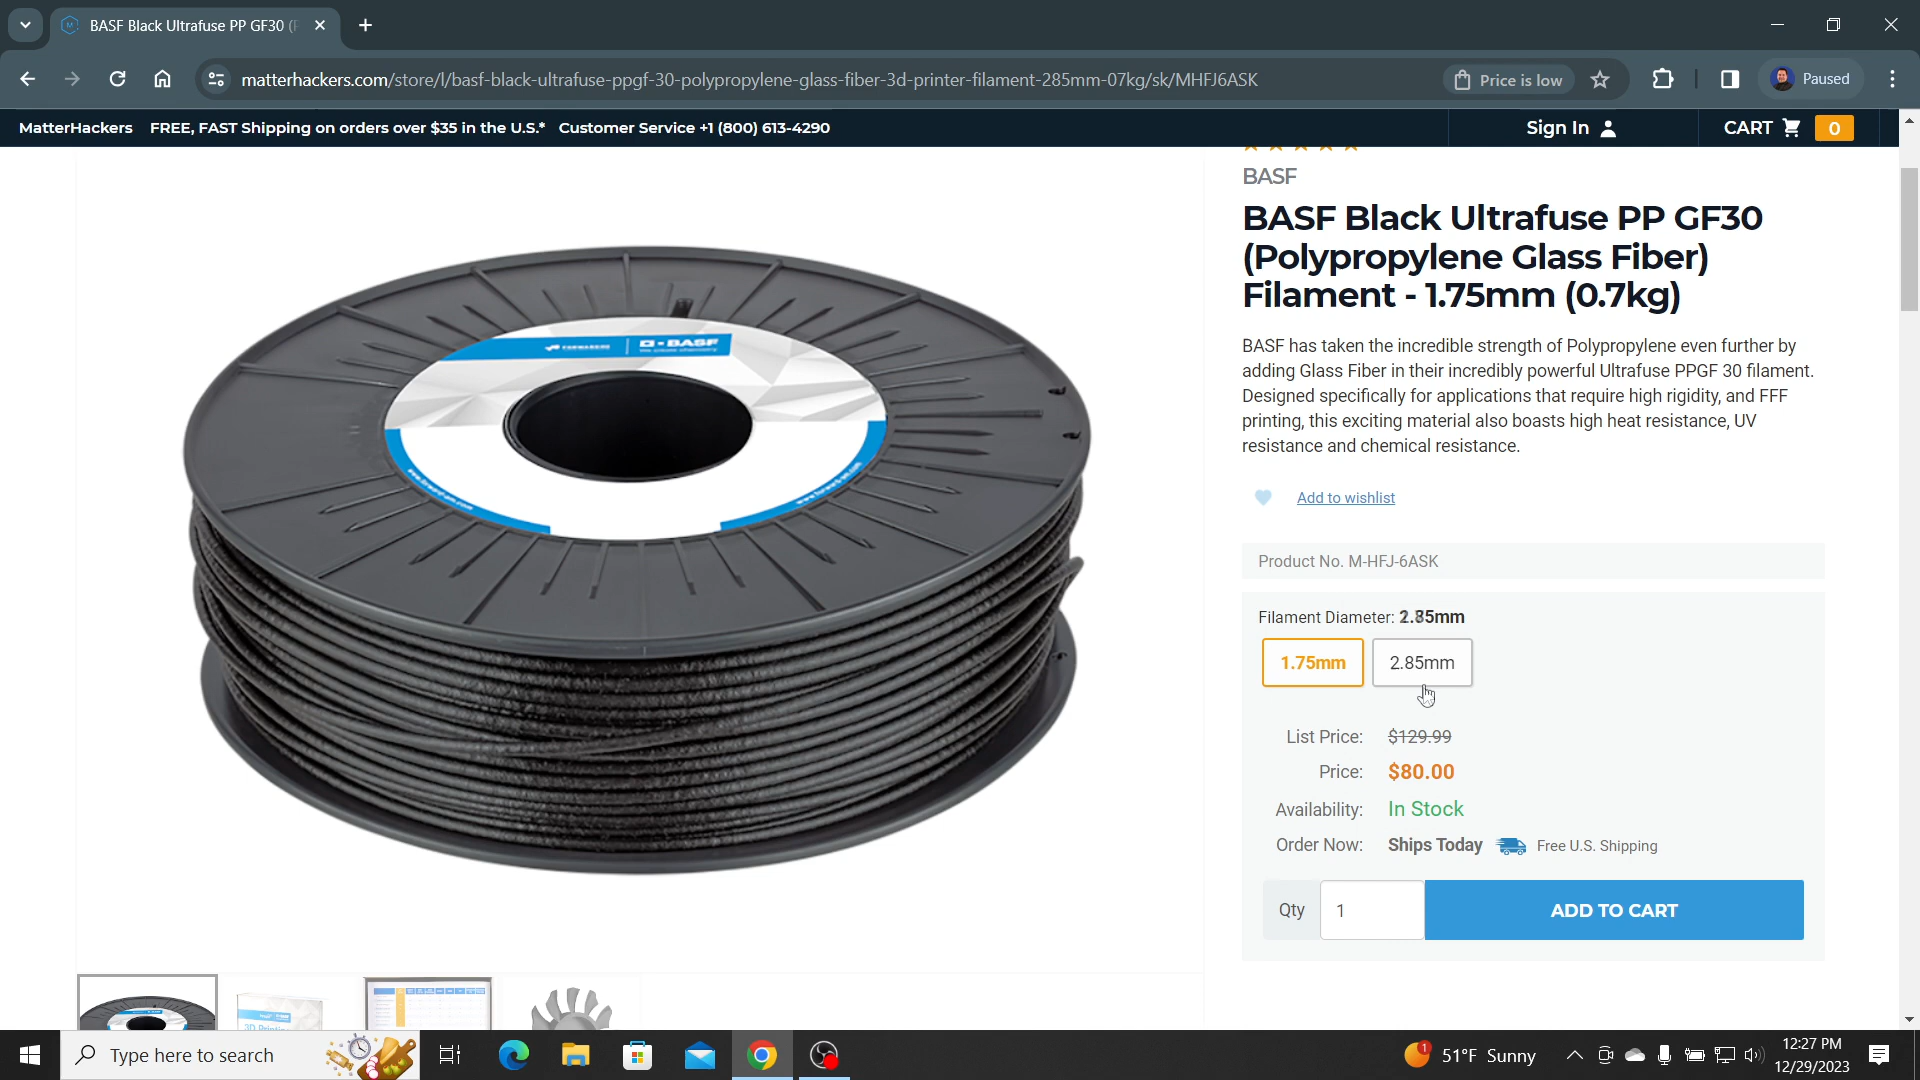 BASF Black Ultrafuse PP GF30 (P
matterhackers.com/store/l/basf-black-ultrafuse-ppgf-30-polypropylene-glass-fiber-3d-printer-filament-285mm-07kg/sk/MHFJ6ASK
Price is low
Paused
MatterHackers FREE, FAST Shipping on orders over $35 in the U.S.* Customer Service +1 (800) 613-4290
Sign In
CART 0
BASF
BASF Black Ultrafuse PP GF30
(Polypropylene Glass Fiber)
Filament - 1.75mm (0.7kg)
BASF has taken the incredible strength of Polypropylene even further by
adding Glass Fiber in their incredibly powerful Ultrafuse PPGF 30 filament.
Designed specifically for applications that require high rigidity, and FFF
printing, this exciting material also boasts high heat resistance, UV
resistance and chemical resistance.
Add to wishlist
Product No. M-HFJ-6ASK
Filament Diameter: 2.85mm
1.75mm 2.85mm
List Price: $129.99
Price: $80.00
Availability: In Stock
Order Now: Ships Today Free U.S. Shipping
Qty 1 ADD TO CART
FORWARD AM BASF
We create chemistry
Type here to search
1 51°F Sunny
12:27 PM
12/29/2023